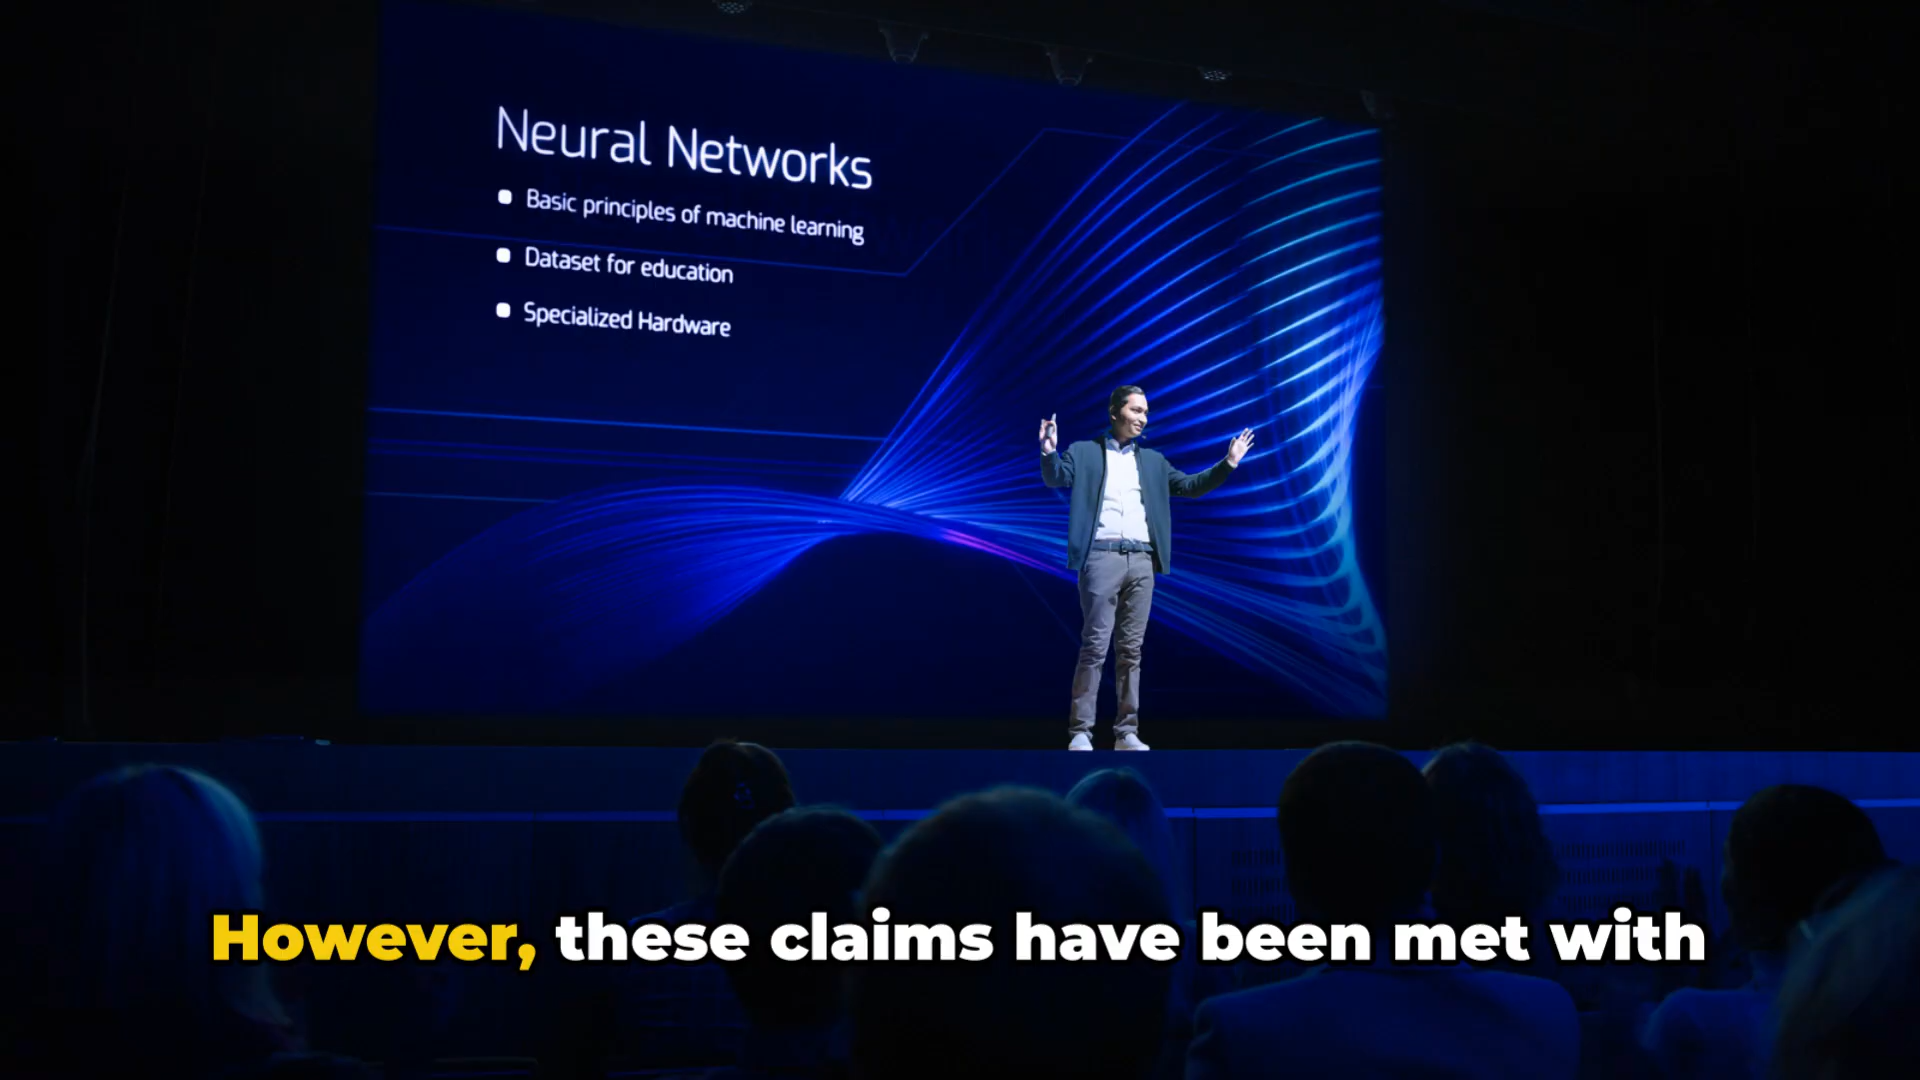 Neural Networks
Basic principles of machine learning
Dataset for education
Specialized Hardware
However, these claims have been met with